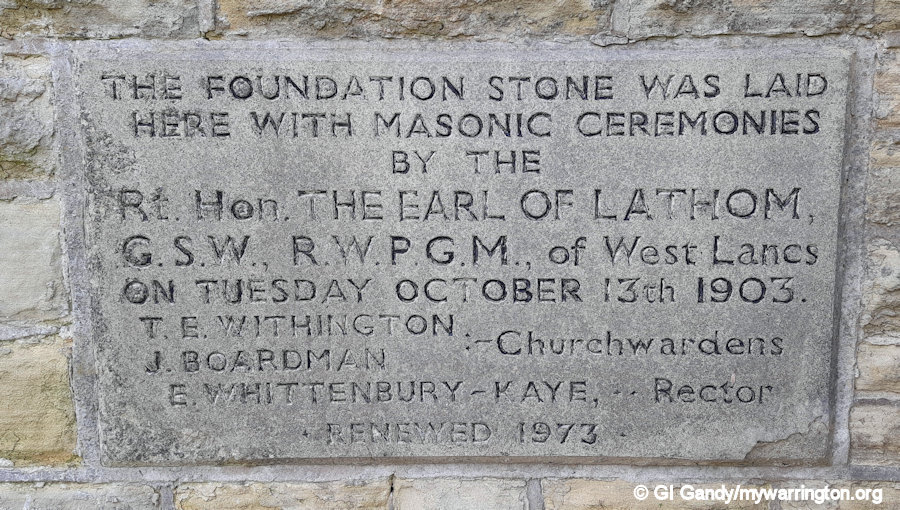 THE FOUNDATION STONE WAS LAID
HERE WITH MASONIC CEREMONIES
BY THE
Rt. Hon. THE EARL OF LATHOM,
G.S.W., R.W.P.G.M., of West Lancs
ON TUESDAY OCTOBER 13th 1903.
T. E. WITHINGTON
J. BOARDMAN :~ Churchwardens
E. WHITTENBURY~KAYE, ·· Rector
· RENEWED 1973 ·
© GI Gandy/mywarrington.org